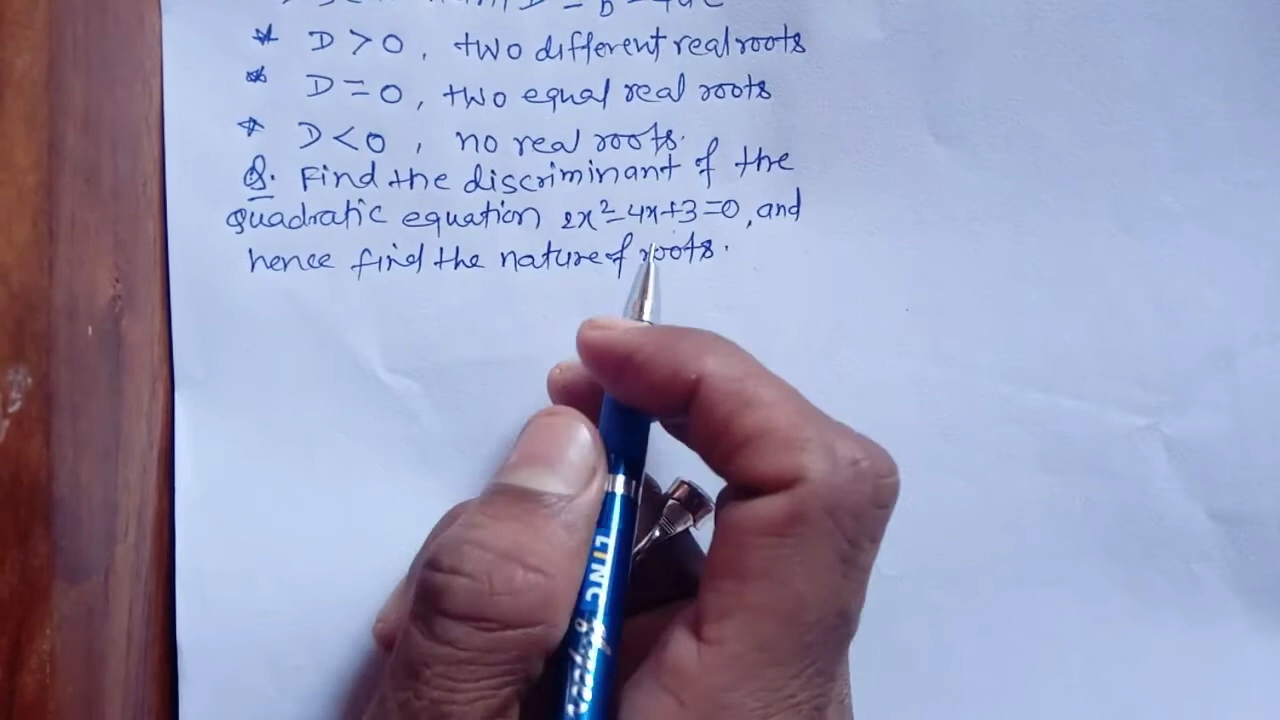 D = b
* D > 0, two different real roots
* D = 0, two equal real roots
* D < 0, no real roots.
Q. Find the discriminant of the
quadratic equation 2x²-4x+3=0, and
hence find the nature of roots.
LINC